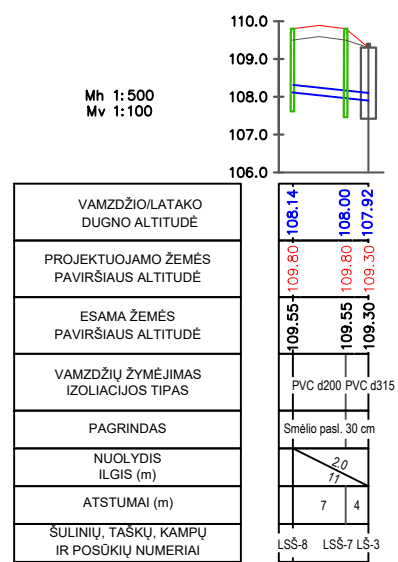 110.0
109.0
108.0
107.0
106.0
Mh 1:500
Mv 1:100
VAMZDŽIO/LATAKO
DUGNO ALTITUDĖ
108.14
108.00
107.92
PROJEKTUOJAMO ŽEMĖS
PAVIRŠIAUS ALTITUDĖ
109.80
109.80
109.30
ESAMA ŽEMĖS
PAVIRŠIAUS ALTITUDĖ
109.55
109.55
109.30
VAMZDŽIŲ ŽYMĖJIMAS
IZOLIACIJOS TIPAS
PVC d200 PVC d315
PAGRINDAS
Smėlio pasl. 30 cm
NUOLYDIS
ILGIS (m)
2.0
11
ATSTUMAI (m)
7 4
ŠULINIŲ, TAŠKŲ, KAMPŲ
IR POSŪKIŲ NUMERIAI
LSŠ-8 LSŠ-7 LŠ-3